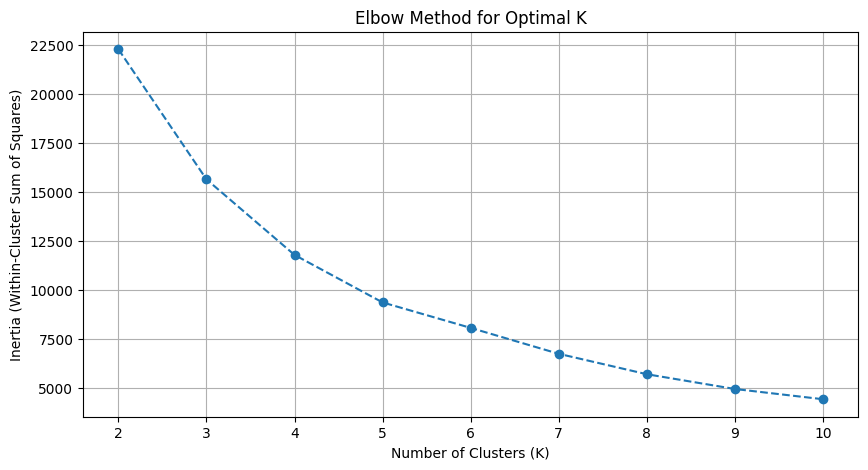 Elbow Method for Optimal K
Inertia (Within-Cluster Sum of Squares)
22500
20000
17500
15000
12500
10000
7500
5000
2 3 4 5 6 7 8 9 10
Number of Clusters (K)